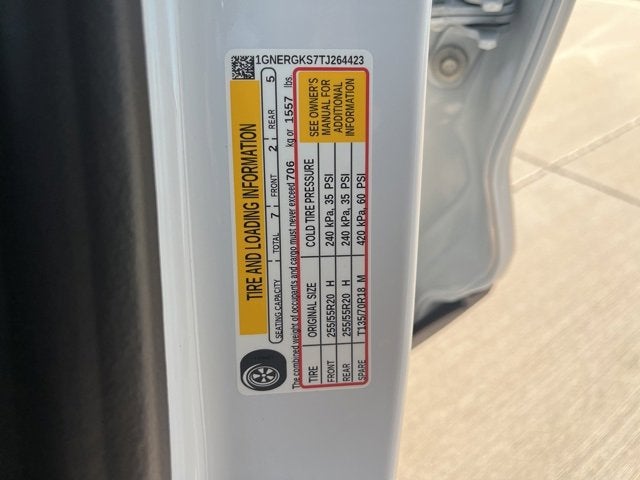 1GNERGKS7TJ264423
TIRE AND LOADING INFORMATION
SEATING CAPACITY TOTAL 7 FRONT 2 REAR 5
The combined weight of occupants and cargo must never exceed 706 kg or 1557 lbs.
TIRE ORIGINAL SIZE COLD TIRE PRESSURE
FRONT 255/55R20 H 240 kPa, 35 PSI
REAR 255/55R20 H 240 kPa, 35 PSI
SPARE T135/70R18 M 420 kPa, 60 PSI
SEE OWNER'S
MANUAL FOR
ADDITIONAL
INFORMATION